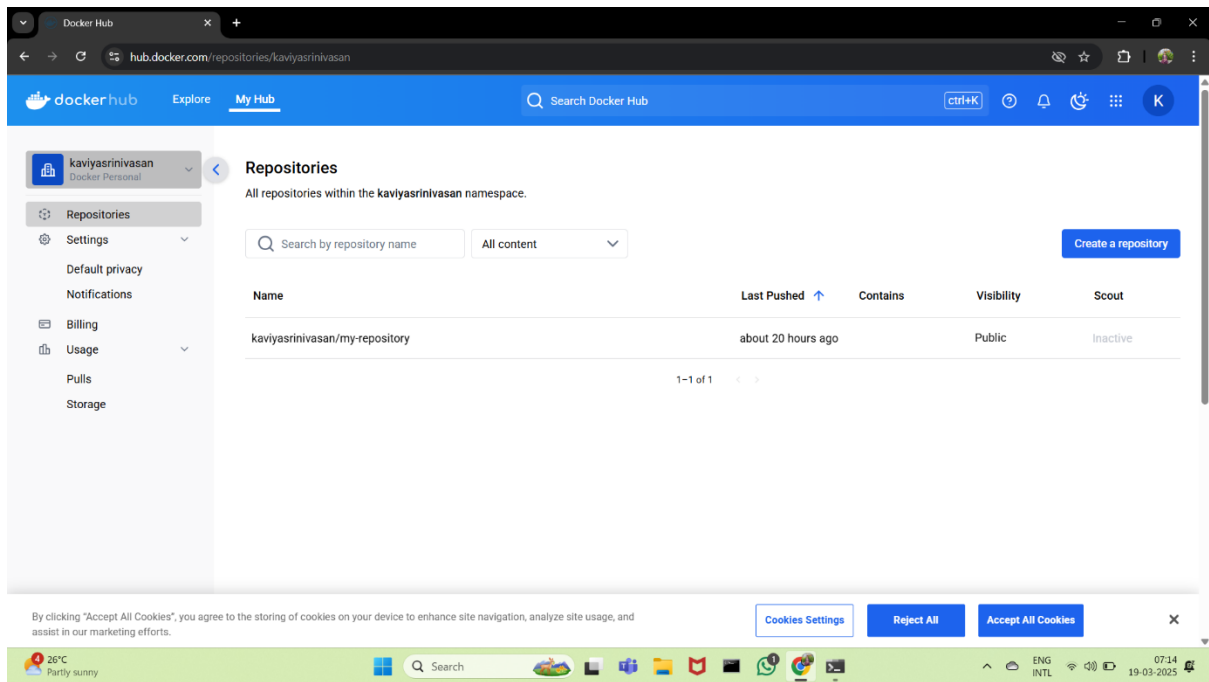 Docker Hub
hub.docker.com/repositories/kaviyasrinivasan
dockerhub Explore My Hub Search Docker Hub ctrl+K K
kaviyasrinivasan
Docker Personal
Repositories
Settings
Default privacy
Notifications
Billing
Usage
Pulls
Storage
Repositories
All repositories within the kaviyasrinivasan namespace.
Search by repository name All content Create a repository
Name Last Pushed Contains Visibility Scout
kaviyasrinivasan/my-repository about 20 hours ago Public Inactive
1–1 of 1
By clicking "Accept All Cookies", you agree to the storing of cookies on your device to enhance site navigation, analyze site usage, and
assist in our marketing efforts.
Cookies Settings Reject All Accept All Cookies
4 26°C
Partly sunny
Search
ENG
INTL
07:14
19-03-2025